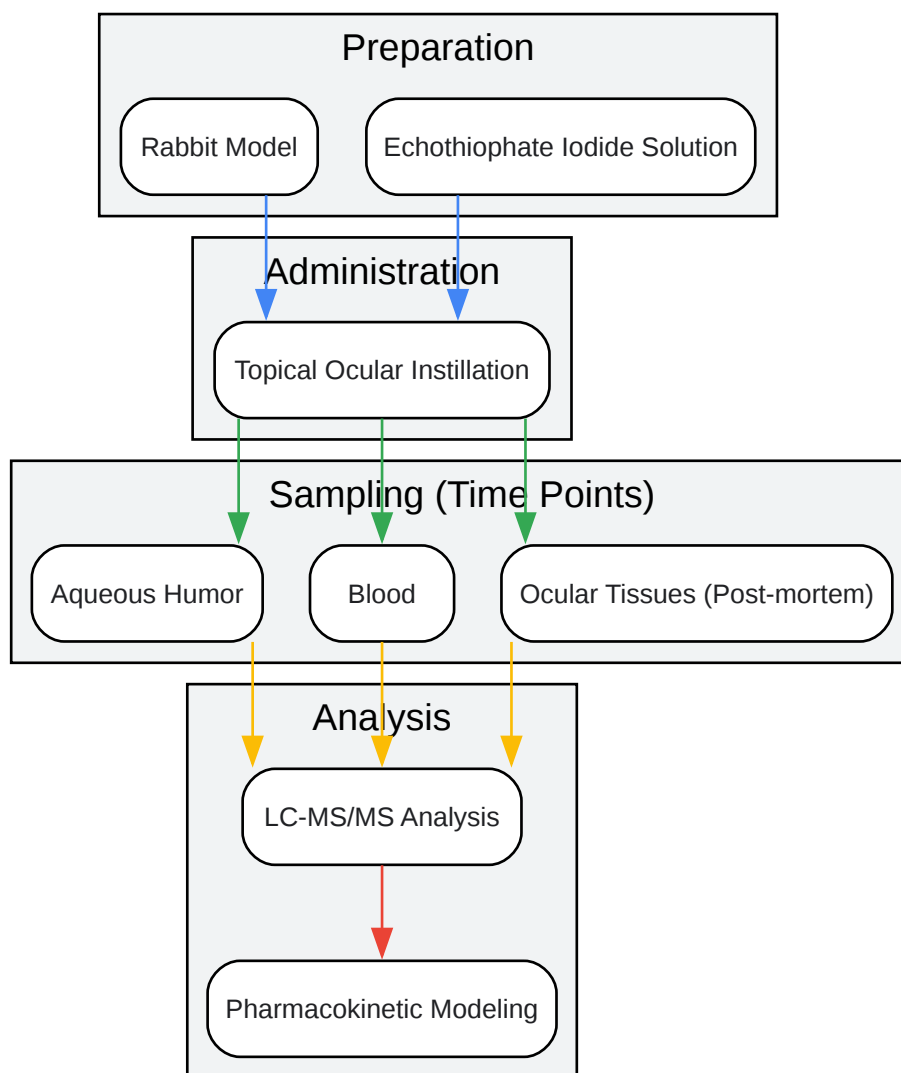 Preparation
Rabbit Model
Echothiophate Iodide Solution
Administration
Topical Ocular Instillation
Sampling (Time Points)
Aqueous Humor
Blood
Ocular Tissues (Post-mortem)
Analysis
LC-MS/MS Analysis
Pharmacokinetic Modeling